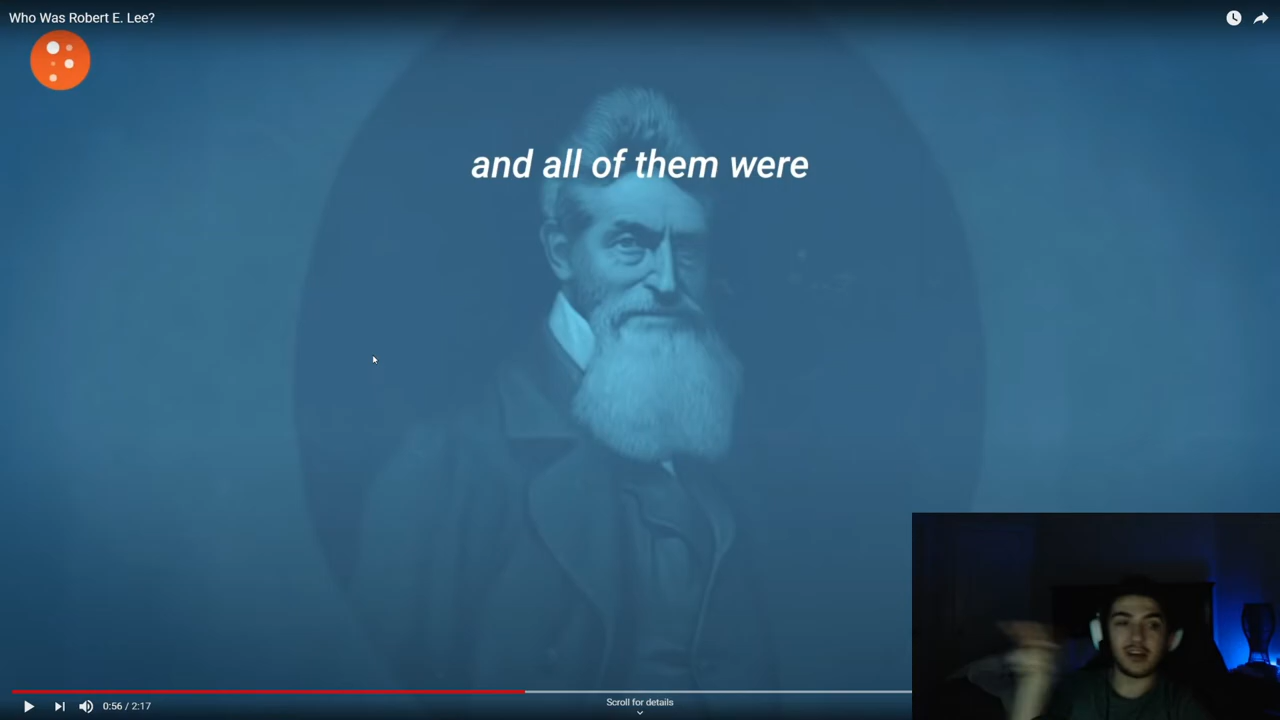 Who Was Robert E. Lee?
and all of them were
Scroll for details
0:56 / 2:17